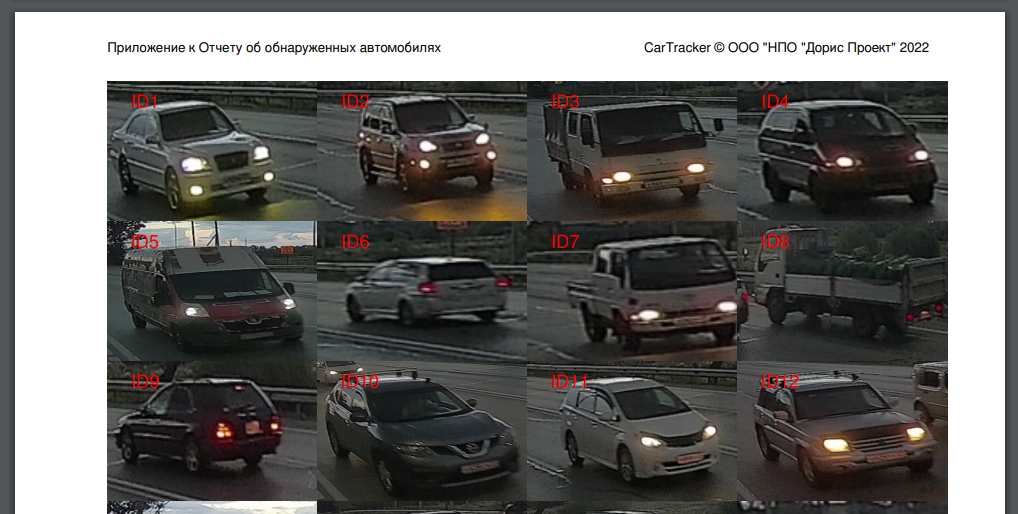 Приложение к Отчету об обнаруженных автомобилях
CarTracker © ООО "НПО "Дорис Проект" 2022
ID1
ID2
ID3
ID4
ID5
ID6
ID7
ID8
ID9
ID10
ID11
ID12